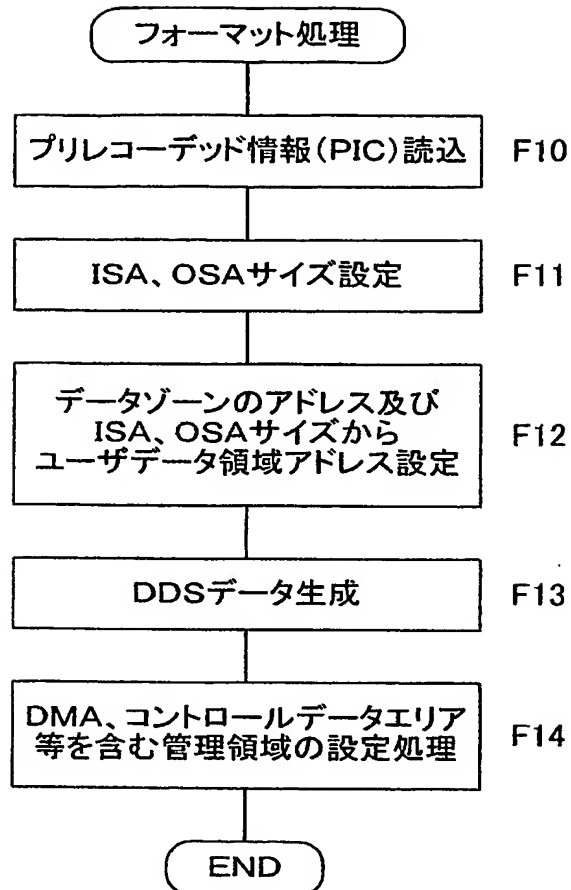 フォーマット処理
プリレコーデッド情報(PIC)読込
F10
ISA、OSAサイズ設定
F11
データゾーンのアドレス及び
ISA、OSAサイズから
ユーザデータ領域アドレス設定
F12
DDSデータ生成
F13
DMA、コントロールデータエリア
等を含む管理領域の設定処理
F14
END